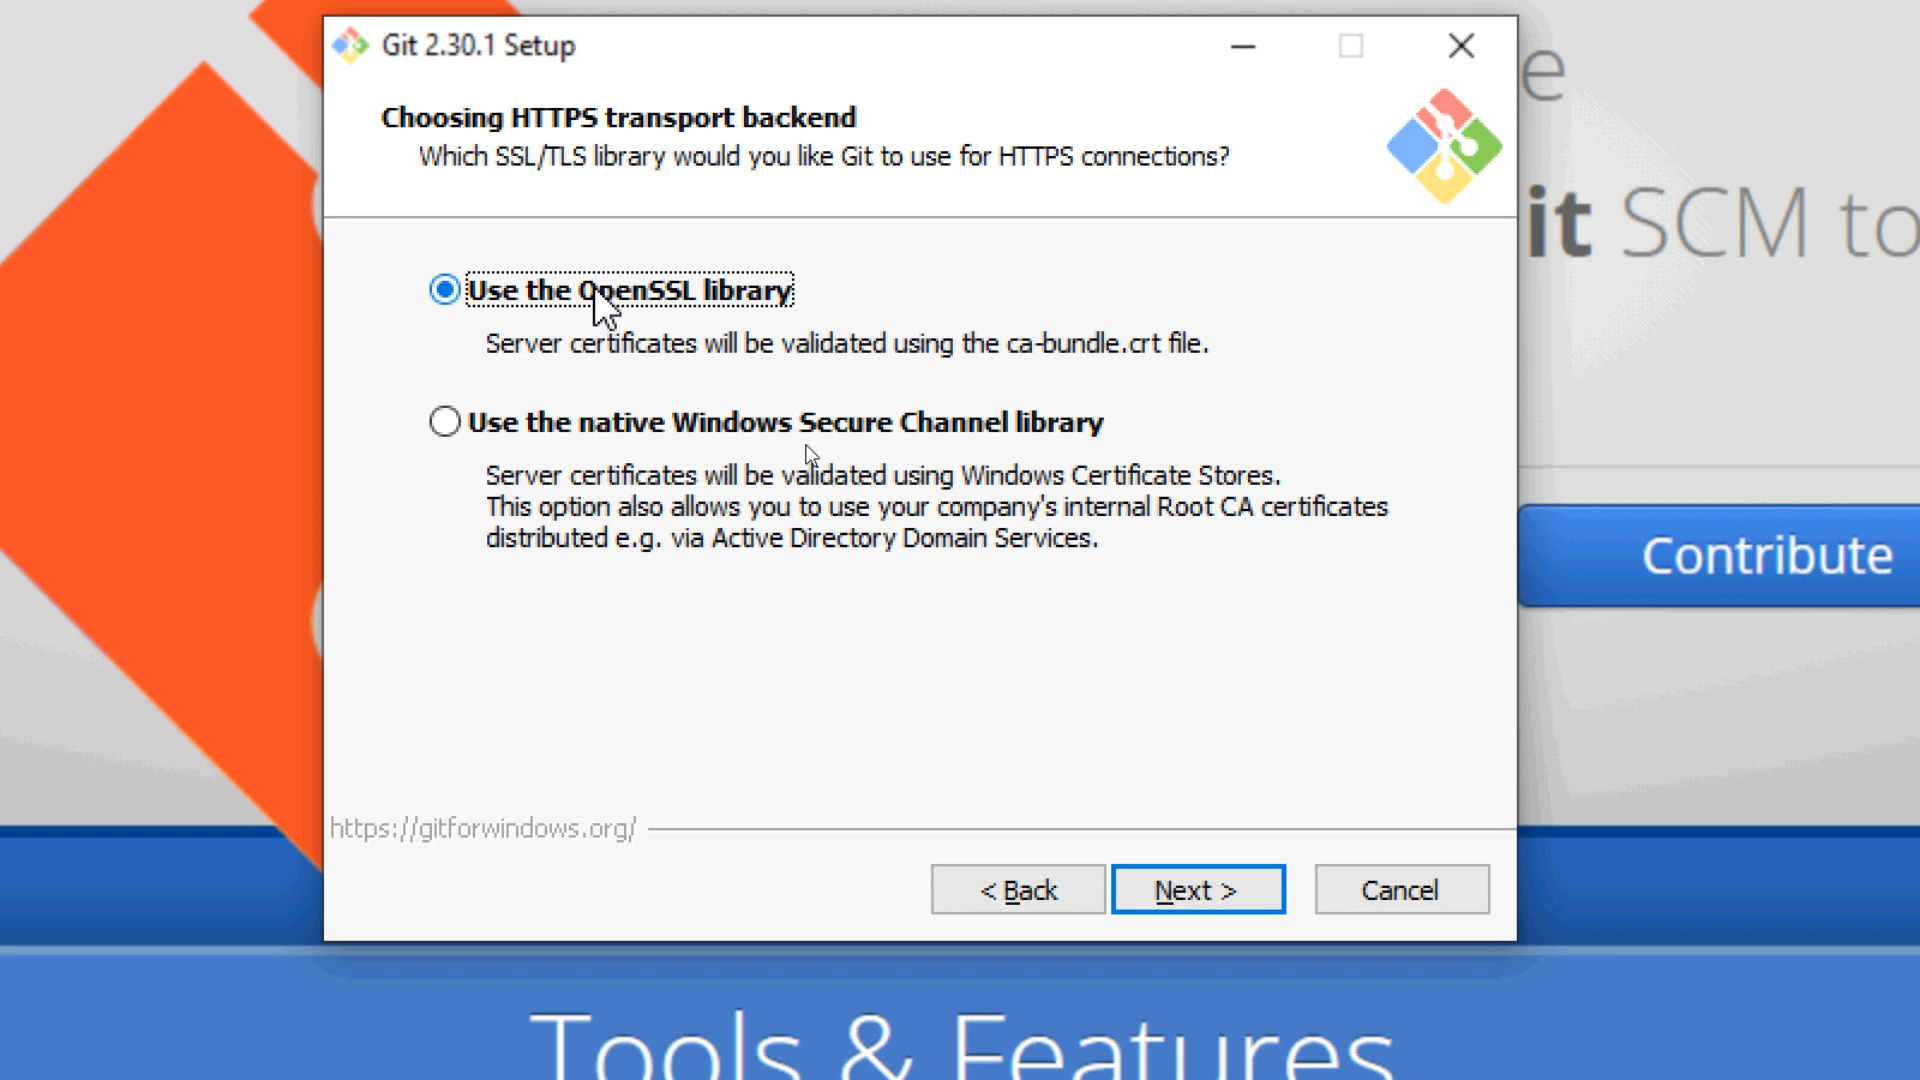 Git 2.30.1 Setup
Choosing HTTPS transport backend
Which SSL/TLS library would you like Git to use for HTTPS connections?
Use the OpenSSL library
Server certificates will be validated using the ca-bundle.crt file.
Use the native Windows Secure Channel library
Server certificates will be validated using Windows Certificate Stores.
This option also allows you to use your company's internal Root CA certificates
distributed e.g. via Active Directory Domain Services.
https://gitforwindows.org/
< Back
Next >
Cancel
e
it SCM to
Contribute
Tools & Features